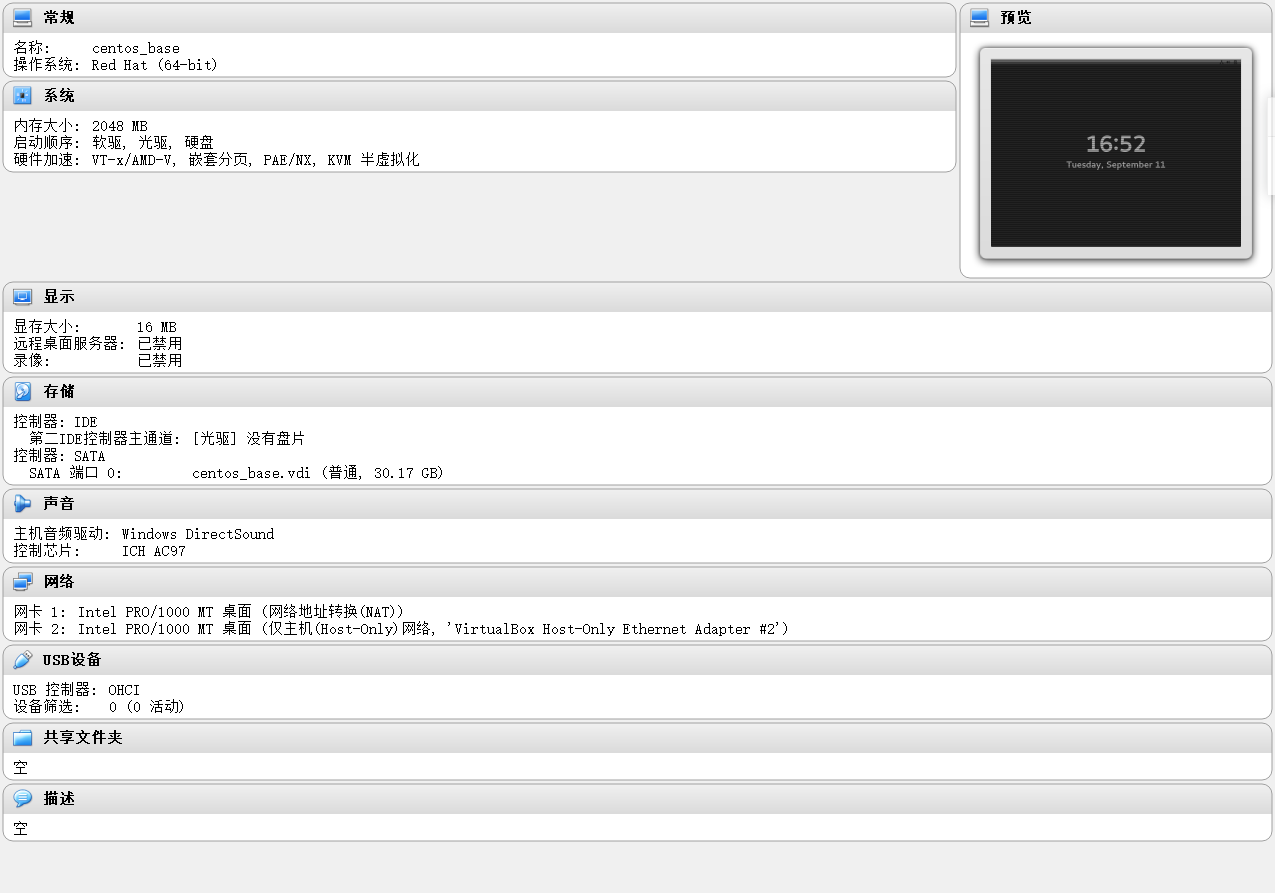 常规
名称: centos_base
操作系统: Red Hat (64-bit)
预览
16:52
Tuesday, September 11
系统
内存大小: 2048 MB
启动顺序: 软驱, 光驱, 硬盘
硬件加速: VT-x/AMD-V, 嵌套分页, PAE/NX, KVM 半虚拟化
显示
显存大小: 16 MB
远程桌面服务器: 已禁用
录像: 已禁用
存储
控制器: IDE
第二IDE控制器主通道: [光驱] 没有盘片
控制器: SATA
SATA 端口 0: centos_base.vdi (普通, 30.17 GB)
声音
主机音频驱动: Windows DirectSound
控制芯片: ICH AC97
网络
网卡 1: Intel PRO/1000 MT 桌面 (网络地址转换(NAT))
网卡 2: Intel PRO/1000 MT 桌面 (仅主机(Host-Only)网络, 'VirtualBox Host-Only Ethernet Adapter #2')
USB设备
USB 控制器: OHCI
设备筛选: 0 (0 活动)
共享文件夹
空
描述
空